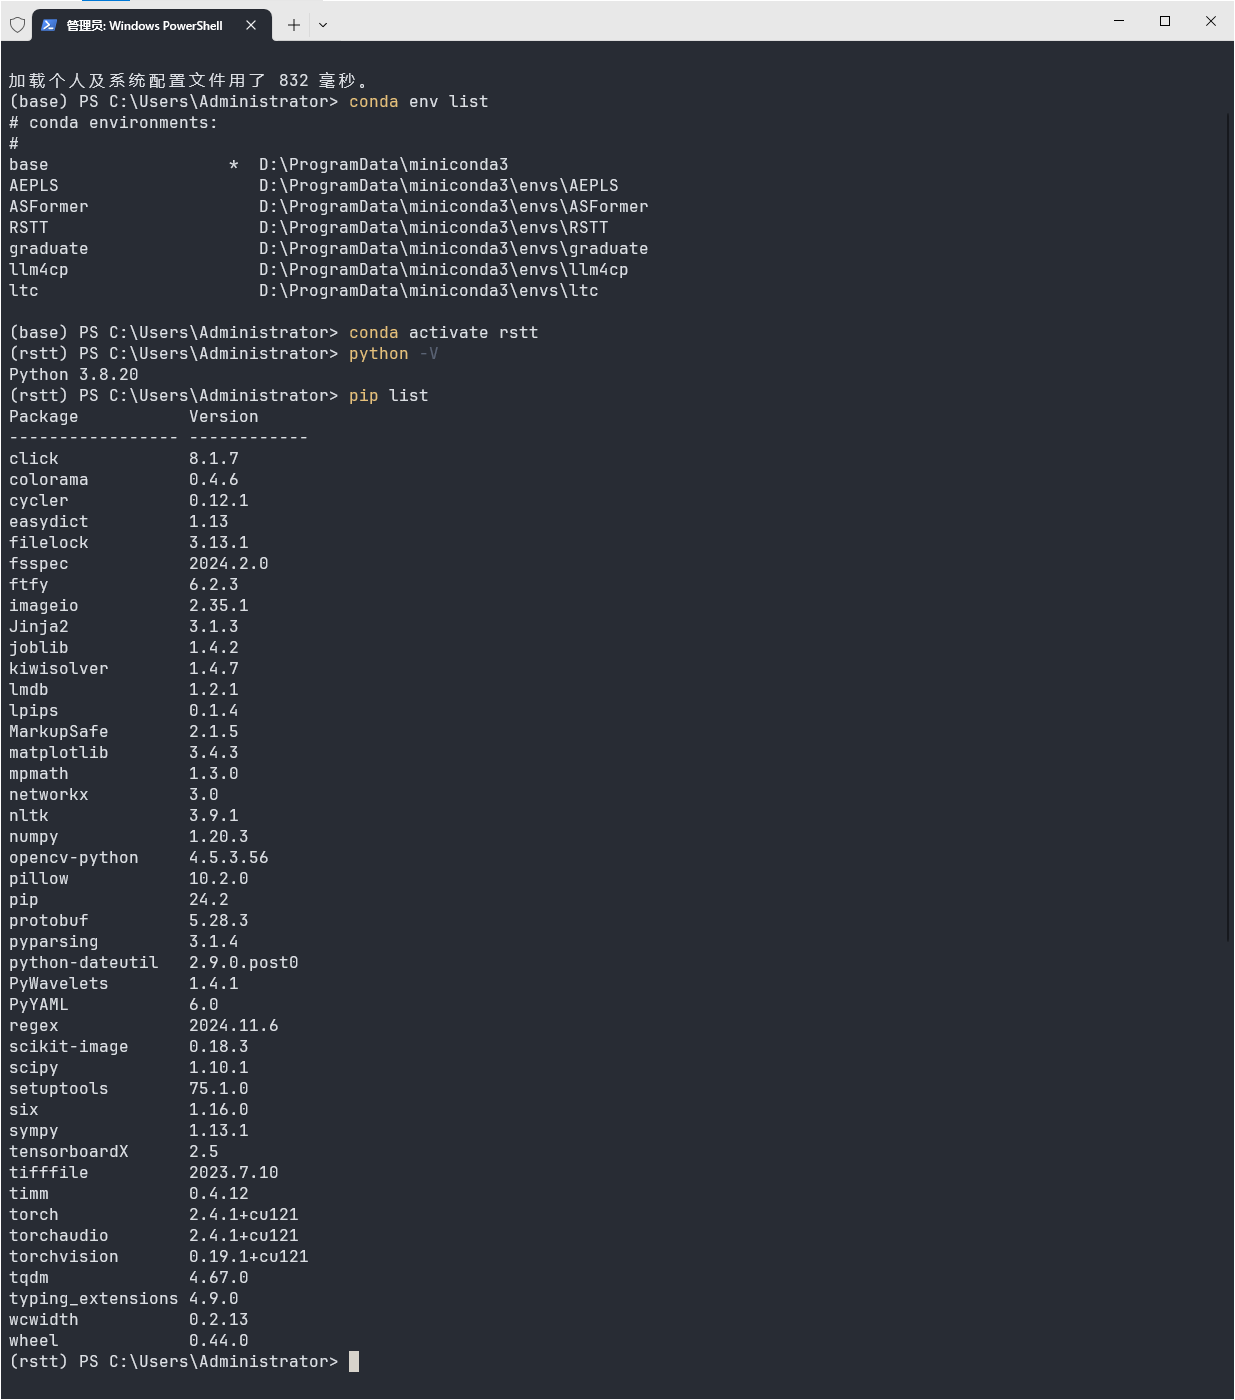 管理员: Windows PowerShell
加载个人及系统配置文件用了 832 毫秒。
(base) PS C:\Users\Administrator> conda env list
# conda environments:
#
base                  *  D:\ProgramData\miniconda3
AEPLS                    D:\ProgramData\miniconda3\envs\AEPLS
ASFormer                 D:\ProgramData\miniconda3\envs\ASFormer
RSTT                     D:\ProgramData\miniconda3\envs\RSTT
graduate                 D:\ProgramData\miniconda3\envs\graduate
llm4cp                   D:\ProgramData\miniconda3\envs\llm4cp
ltc                      D:\ProgramData\miniconda3\envs\ltc
(base) PS C:\Users\Administrator> conda activate rstt
(rstt) PS C:\Users\Administrator> python -V
Python 3.8.20
(rstt) PS C:\Users\Administrator> pip list
Package           Version
----------------- ------------
click             8.1.7
colorama          0.4.6
cycler            0.12.1
easydict          1.13
filelock          3.13.1
fsspec            2024.2.0
ftfy              6.2.3
imageio           2.35.1
Jinja2            3.1.3
joblib            1.4.2
kiwisolver        1.4.7
lmdb              1.2.1
lpips             0.1.4
MarkupSafe        2.1.5
matplotlib        3.4.3
mpmath            1.3.0
networkx          3.0
nltk              3.9.1
numpy             1.20.3
opencv-python     4.5.3.56
pillow            10.2.0
pip               24.2
protobuf          5.28.3
pyparsing         3.1.4
python-dateutil   2.9.0.post0
PyWavelets        1.4.1
PyYAML            6.0
regex             2024.11.6
scikit-image      0.18.3
scipy             1.10.1
setuptools        75.1.0
six               1.16.0
sympy             1.13.1
tensorboardX      2.5
tifffile          2023.7.10
timm              0.4.12
torch             2.4.1+cu121
torchaudio        2.4.1+cu121
torchvision       0.19.1+cu121
tqdm              4.67.0
typing_extensions 4.9.0
wcwidth           0.2.13
wheel             0.44.0
(rstt) PS C:\Users\Administrator>